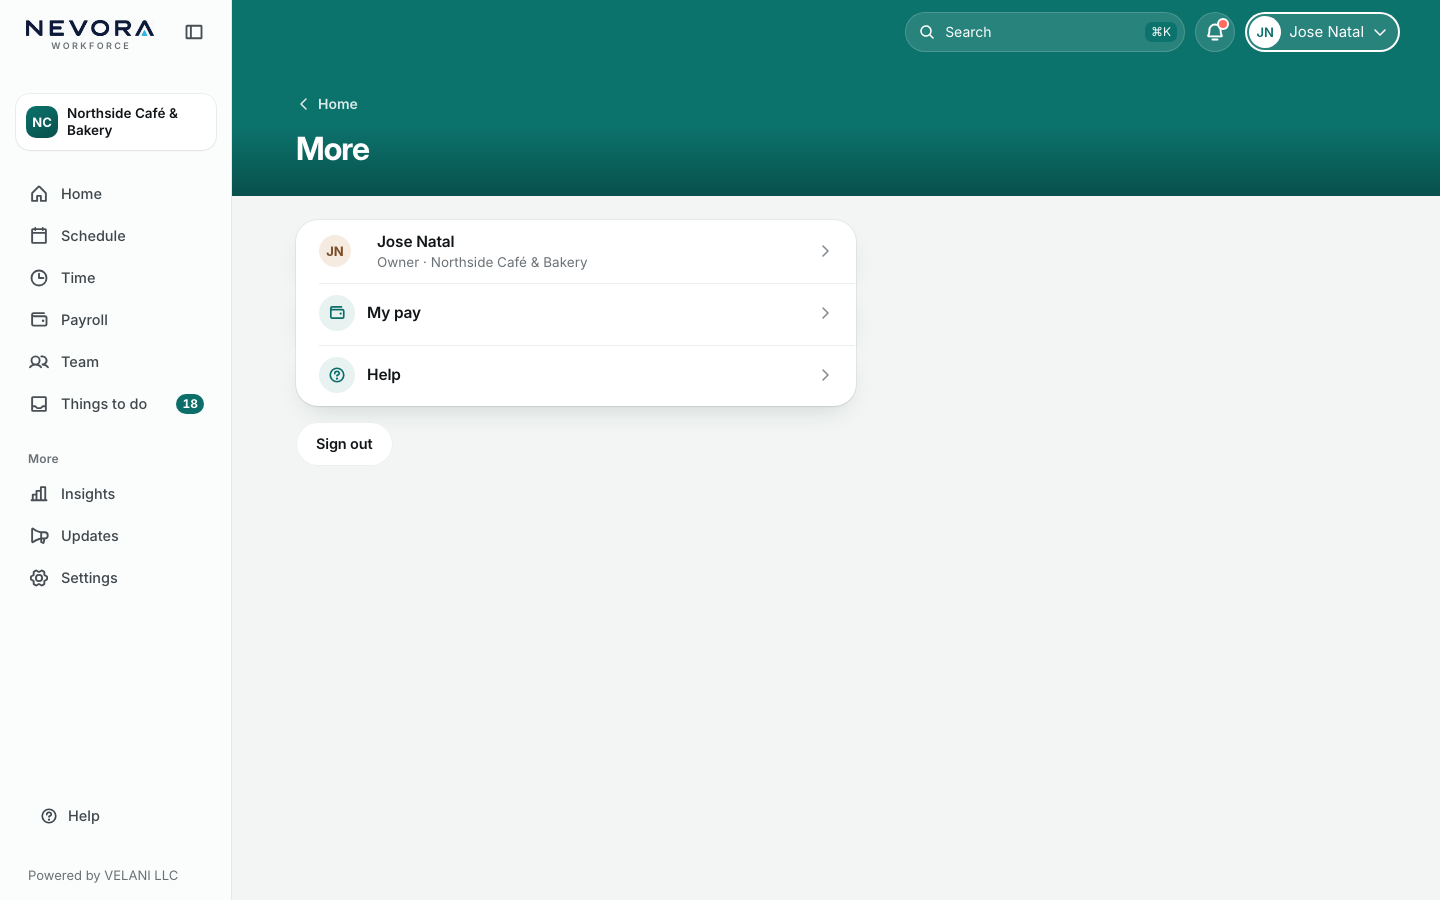 NEVORA
WORKFORCE
Search
⌘K
JN
Jose Natal
NC
Northside Café &
Bakery
Home
More
Home
Schedule
Time
Payroll
Team
Things to do
18
More
Insights
Updates
Settings
JN
Jose Natal
Owner · Northside Café & Bakery
My pay
Help
Sign out
Help
Powered by VELANI LLC